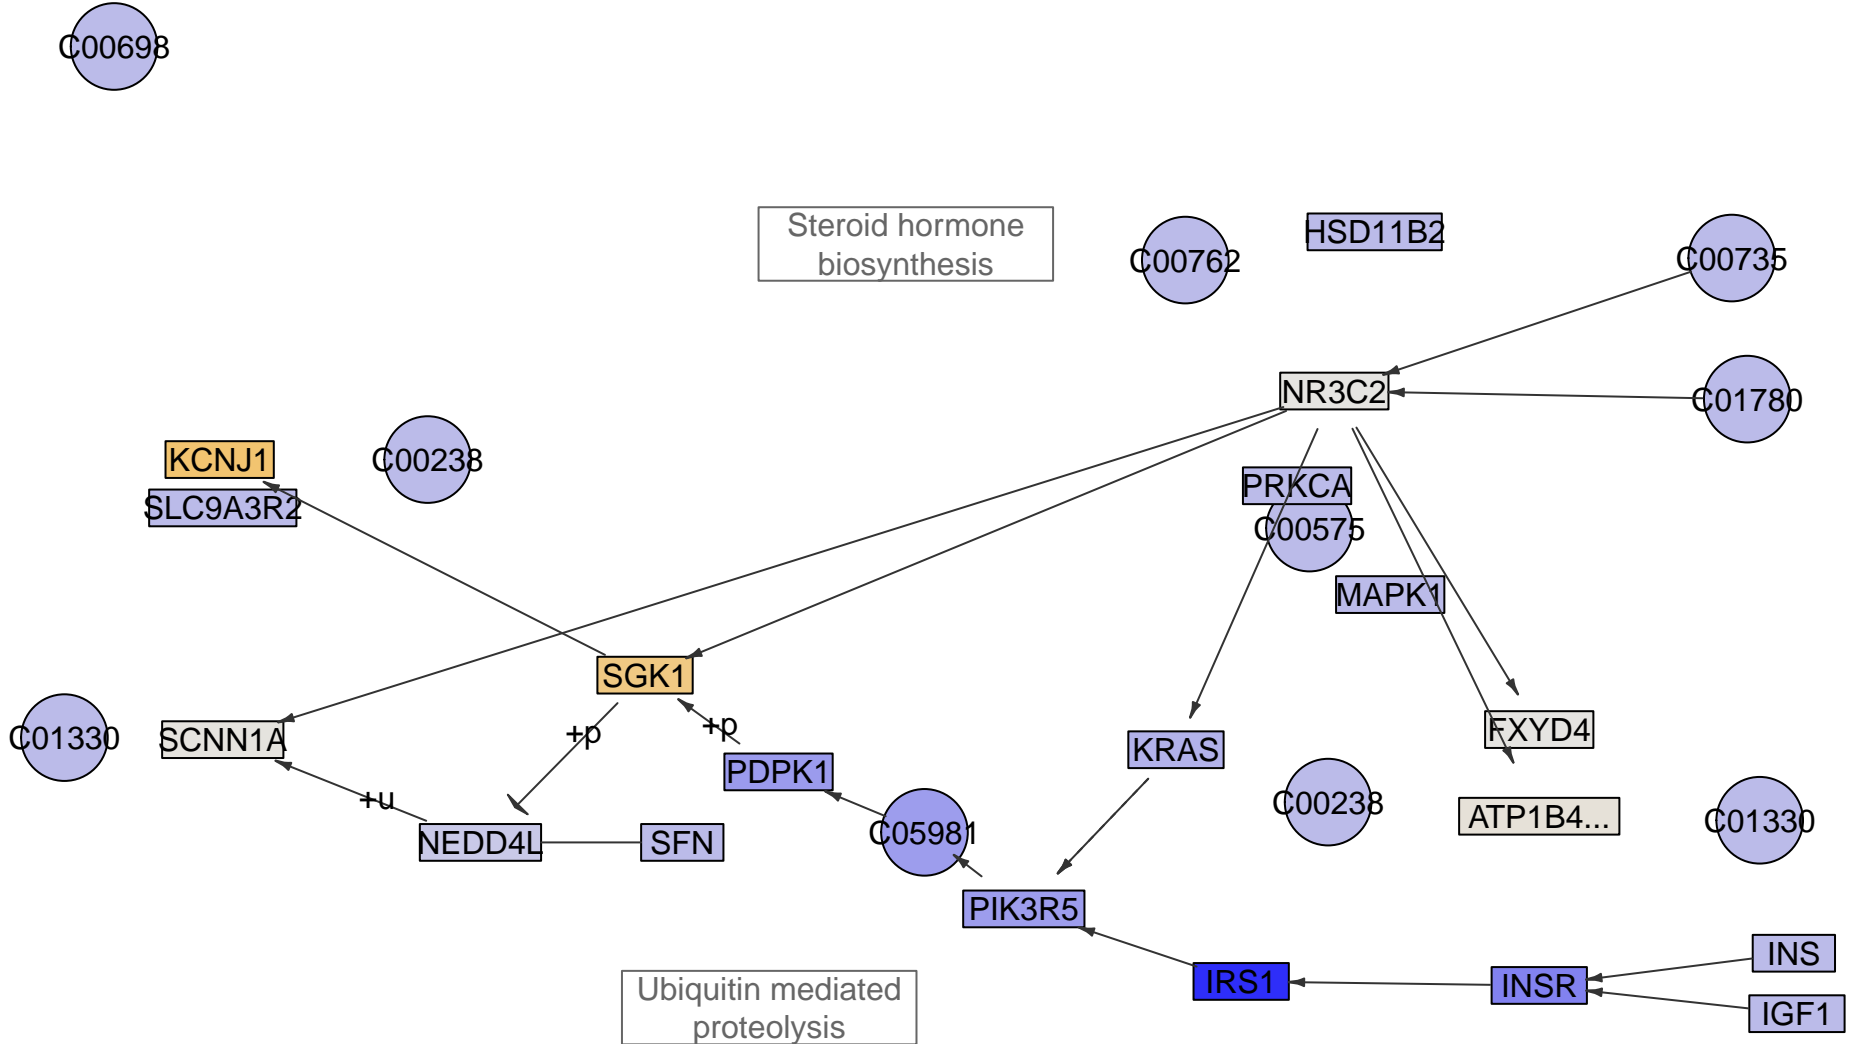 C00698
Steroid hormone
biosynthesis
HSD11B2
C00762
C00735
NR3C2
C01780
KCNJ1
C00238
SLC9A3R2
PRKCA
C00575
MAPK1
SGK1
C01330
SCNN1A
+p
+p
FXYD4
KRAS
PDPK1
+u
C00238
ATP1B4...
C01330
NEDD4L
SFN
C05981
PIK3R5
INS
IRS1
INSR
Ubiquitin mediated
proteolysis
IGF1